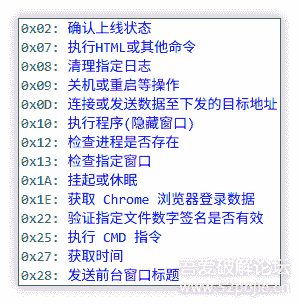 0x02: 确认上线状态
0x07: 执行HTML或其他命令
0x08: 清理指定日志
0x09: 关机或重启等操作
0x0D: 连接或发送数据至下发的目标地址
0x10: 执行程序(隐藏窗口)
0x12: 检查进程是否存在
0x13: 检查指定窗口
0x1A: 挂起或休眠
0x1E: 获取 Chrome 浏览器登录数据
0x22: 验证指定文件数字签名是否有效
0x25: 执行 CMD 指令
0x27: 获取时间
0x28: 发送前台窗口标题
吾爱破解论坛